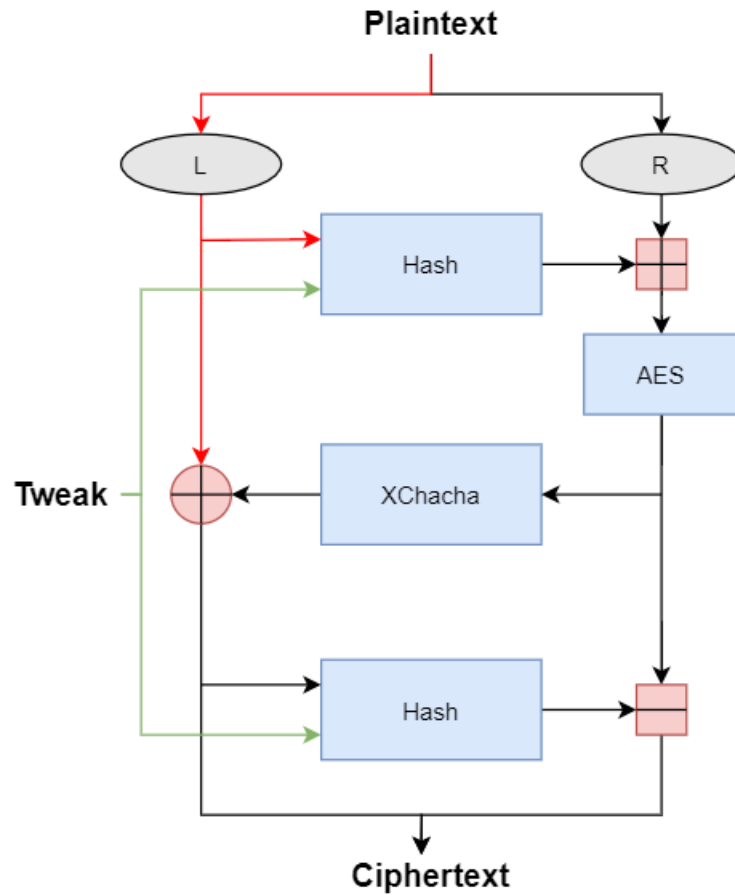 Plaintext
L
R
Hash
AES
Tweak
XChacha
Hash
Ciphertext